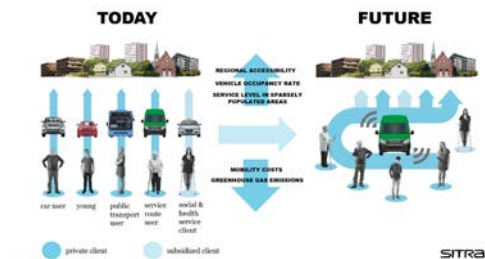 TODAY
FUTURE
REGIONAL ACCESSIBILITY
VEHICLE OCCUPANCY RATE
SERVICE LEVEL IN SPARSELY
POPULATED AREAS
MOBILITY COSTS
GREENHOUSE GAS EMISSIONS
car user
young
public
transport
user
service
route
user
social &
health
service
client
private client
subsidized client
SITRA